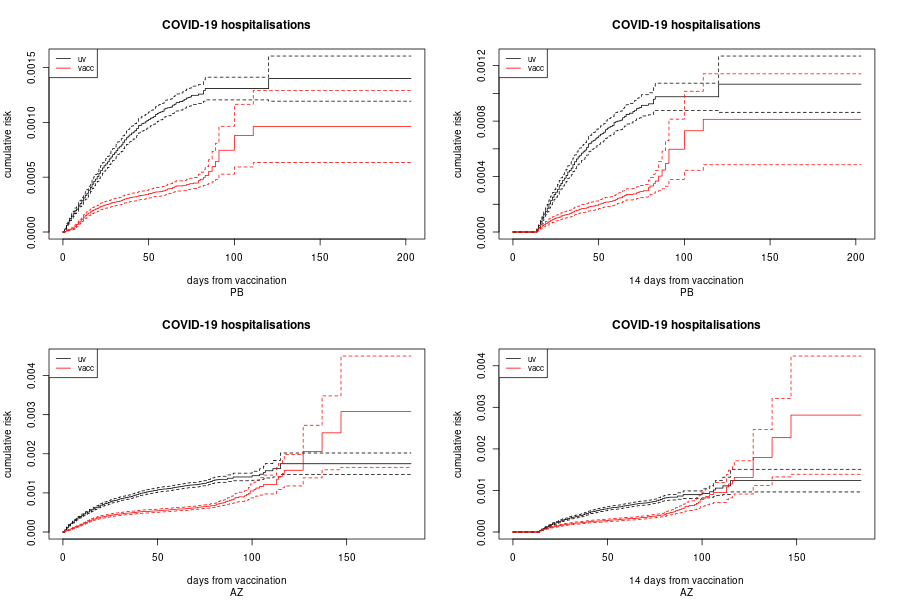 COVID-19 hospitalisations
uv
vacc
cumulative risk
0.0000 0.0005 0.0010 0.0015
0 50 100 150 200
days from vaccination
PB
COVID-19 hospitalisations
uv
vacc
cumulative risk
0.0000 0.0004 0.0008 0.0012
0 50 100 150 200
14 days from vaccination
PB
COVID-19 hospitalisations
uv
vacc
cumulative risk
0.000 0.001 0.002 0.003 0.004
0 50 100 150
days from vaccination
AZ
COVID-19 hospitalisations
uv
vacc
cumulative risk
0.000 0.001 0.002 0.003 0.004
0 50 100 150
14 days from vaccination
AZ